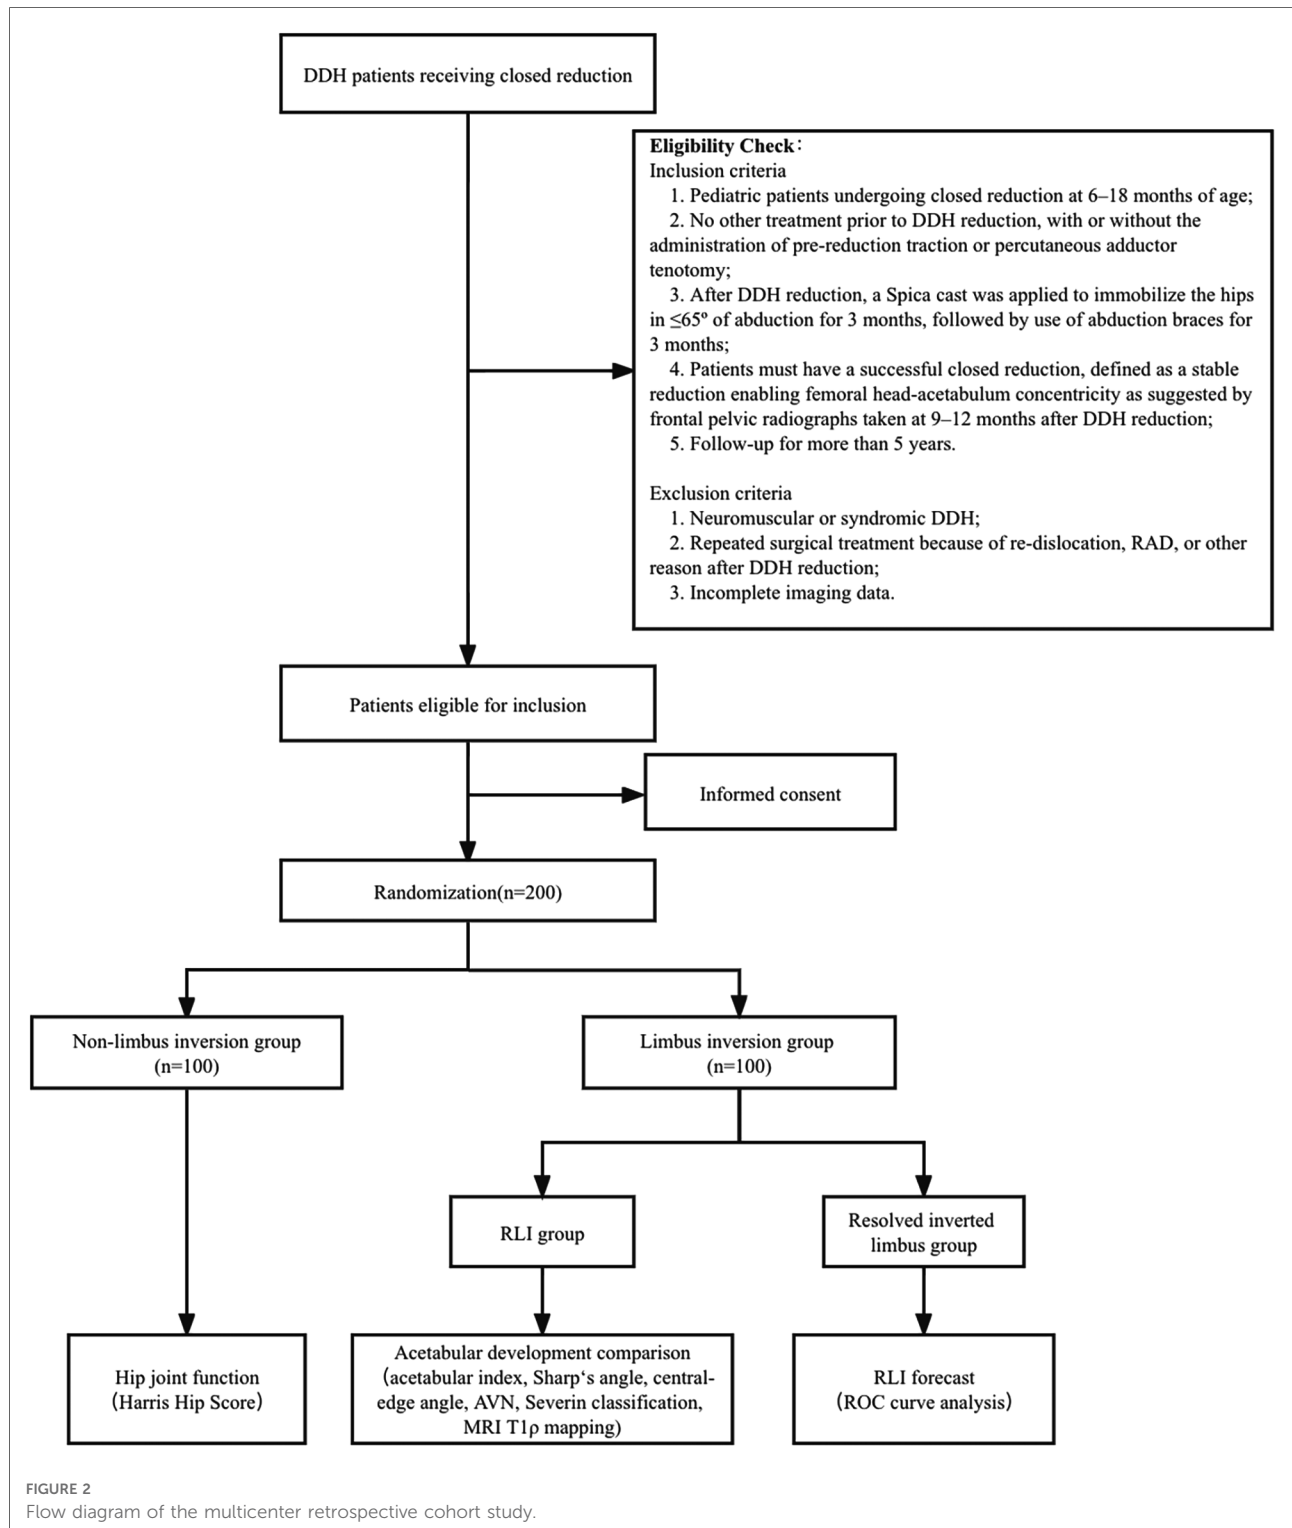 DDH patients receiving closed reduction
Eligibility Check：
Inclusion criteria
1. Pediatric patients undergoing closed reduction at 6–18 months of age;
2. No other treatment prior to DDH reduction, with or without the
administration of pre-reduction traction or percutaneous adductor
tenotomy;
3. After DDH reduction, a Spica cast was applied to immobilize the hips
in ≤65º of abduction for 3 months, followed by use of abduction braces for
3 months;
4. Patients must have a successful closed reduction, defined as a stable
reduction enabling femoral head-acetabulum concentricity as suggested by
frontal pelvic radiographs taken at 9–12 months after DDH reduction;
5. Follow-up for more than 5 years.
Exclusion criteria
1. Neuromuscular or syndromic DDH;
2. Repeated surgical treatment because of re-dislocation, RAD, or other
reason after DDH reduction;
3. Incomplete imaging data.
Patients eligible for inclusion
Informed consent
Randomization(n=200)
Non-limbus inversion group
(n=100)
Limbus inversion group
(n=100)
RLI group
Resolved inverted
limbus group
Hip joint function
（Harris Hip Score）
Acetabular development comparison
（acetabular index, Sharp‘s angle, central-
edge angle, AVN, Severin classification,
MRI T1ρ mapping)
RLI forecast
（ROC curve analysis）
FIGURE 2
Flow diagram of the multicenter retrospective cohort study.